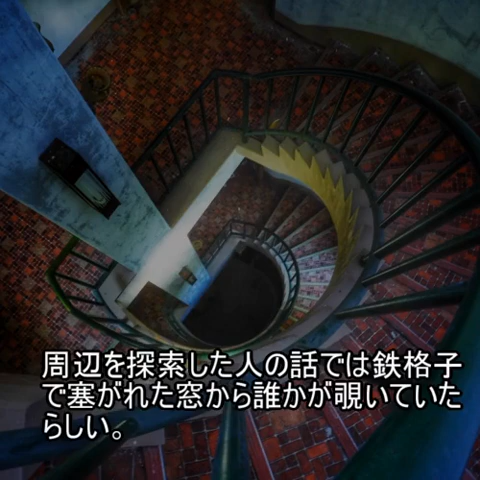 周辺を探索した人の話では鉄格子
で塞がれた窓から誰かが覗いていた
らしい。